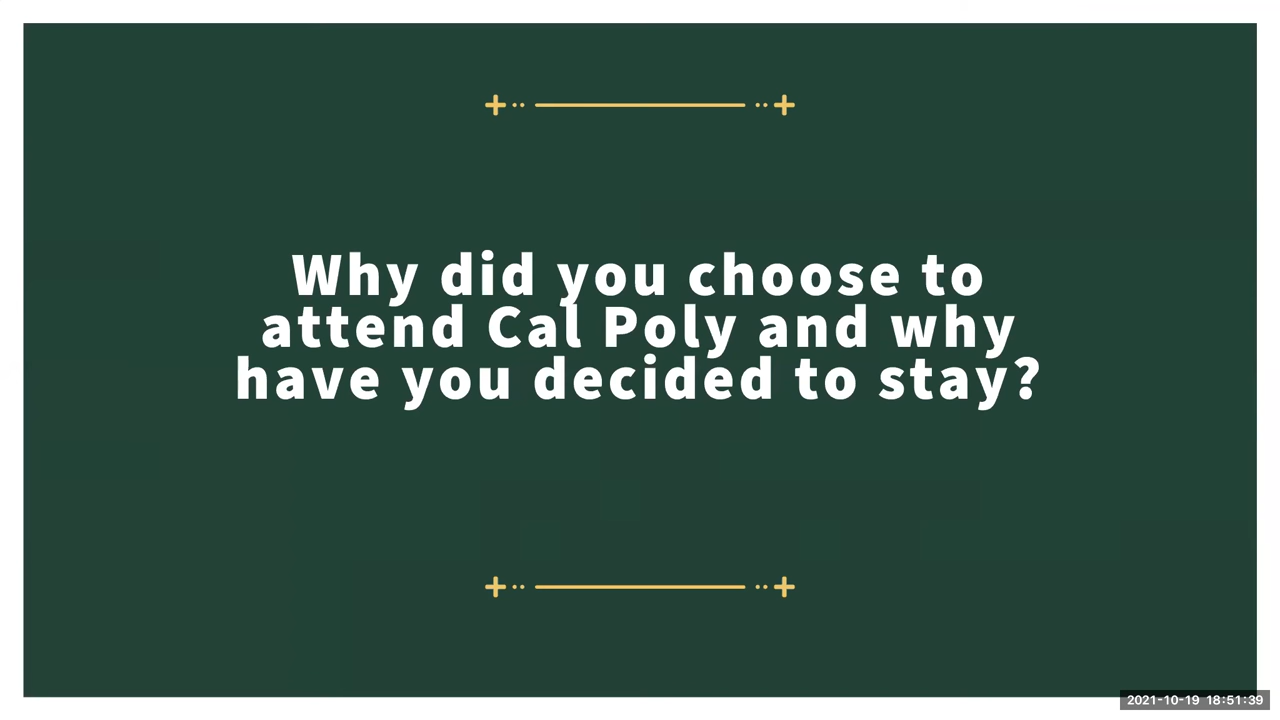 Why did you choose to
attend Cal Poly and why
have you decided to stay?
2021-10-19 18:51:39